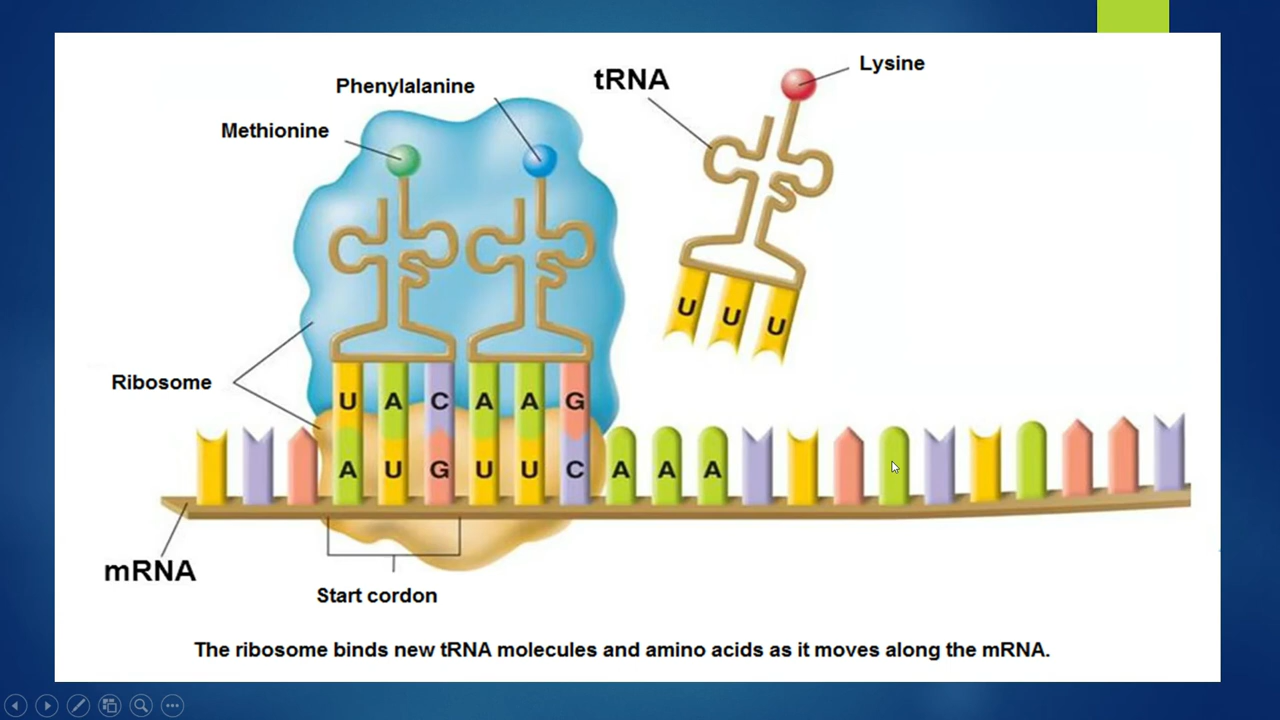 Lysine
tRNA
Phenylalanine
Methionine
U U U
Ribosome
U A C A A G
A U G U U C A A A
mRNA
Start cordon
The ribosome binds new tRNA molecules and amino acids as it moves along the mRNA.